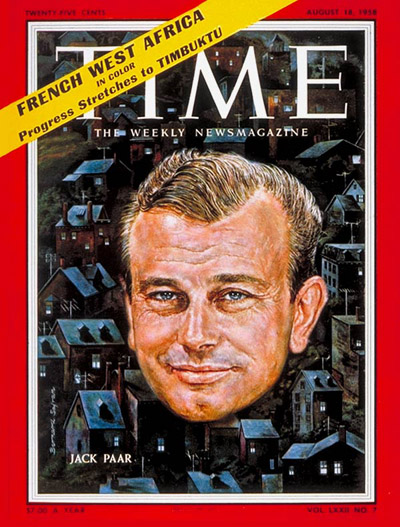 TWENTY-FIVE CENTS
AUGUST 18, 1958
FRENCH WEST AFRICA
IN COLOR
Progress Stretches to TIMBUKTU
TIME
THE WEEKLY NEWSMAGAZINE
JACK PAAR
$7.00 A YEAR
VOL. LXXII NO. 7